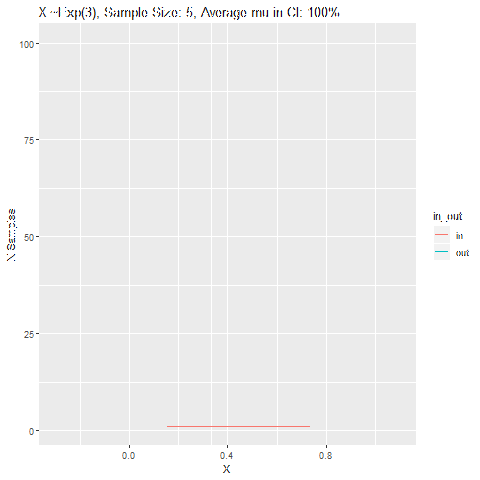 X ~Exp(3), Sample Size: 5, Average mu in CI: 100%
100
75
50
25
0
N Samples
0.0
0.4
0.8
X
in_out
in
out